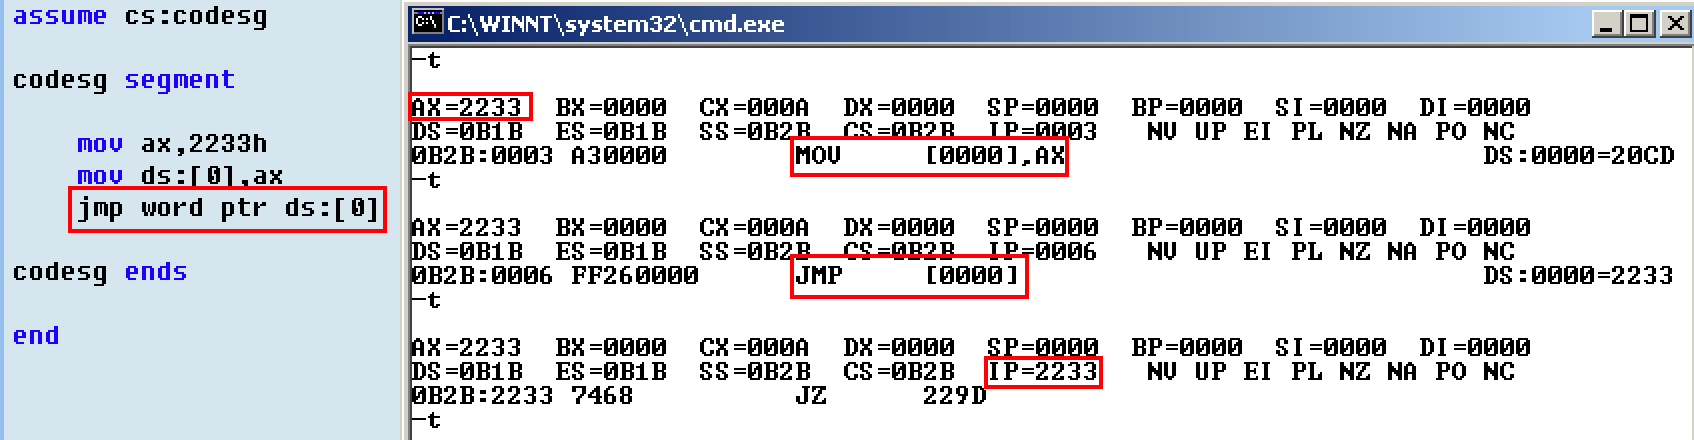 assume cs:codesg
codesg segment
mov ax,2233h
mov ds:[0],ax
jmp word ptr ds:[0]
codesg ends
end
C:\WINNT\system32\cmd.exe
-t
AX=2233 BX=0000 CX=000A DX=0000 SP=0000 BP=0000 SI=0000 DI=0000
DS=0B1B ES=0B1B SS=0B2B CS=0B2B IP=0003 NV UP EI PL NZ NA PO NC
0B2B:0003 A30000 MOV [0000],AX DS:0000=20CD
-t
AX=2233 BX=0000 CX=000A DX=0000 SP=0000 BP=0000 SI=0000 DI=0000
DS=0B1B ES=0B1B SS=0B2B CS=0B2B IP=0006 NV UP EI PL NZ NA PO NC
0B2B:0006 FF260000 JMP [0000] DS:0000=2233
-t
AX=2233 BX=0000 CX=000A DX=0000 SP=0000 BP=0000 SI=0000 DI=0000
DS=0B1B ES=0B1B SS=0B2B CS=0B2B IP=2233 NV UP EI PL NZ NA PO NC
0B2B:2233 7468 JZ 229D
-t